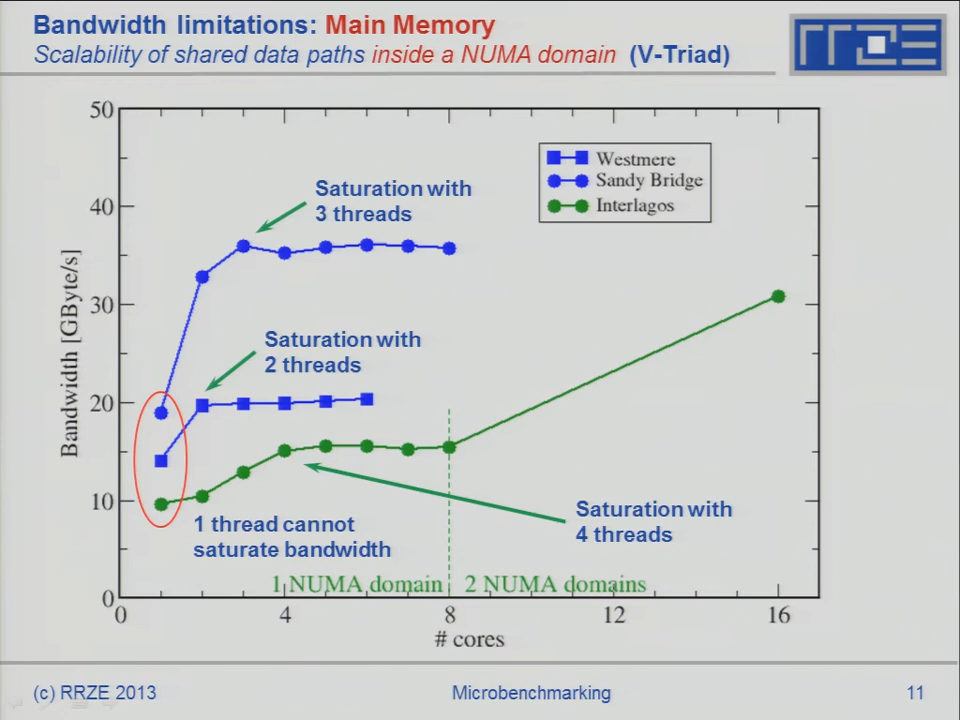 Bandwidth limitations: Main Memory
Scalability of shared data paths inside a NUMA domain (V-Triad)
RRZE
50
40
30
20
10
0
Bandwidth [GByte/s]
Westmere
Sandy Bridge
Interlagos
Saturation with
3 threads
Saturation with
2 threads
Saturation with
4 threads
1 thread cannot
saturate bandwidth
1 NUMA domain
2 NUMA domains
0 4 8 12 16
# cores
(c) RRZE 2013
Microbenchmarking
11